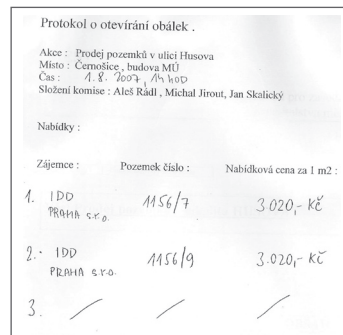 Protokol o otevírání obálek .
Akce : Prodej pozemků v ulici Husova
Místo : Černošice , budova MÚ
Čas : 1. 8. 2007, 14 HOD
Složení komise : Aleš Rádl , Michal Jirout, Jan Skalický
Nabídky :
Zájemce : Pozemek číslo : Nabídková cena za 1 m2 :
1. IDD 1156/7 3 020,- Kč
PRAHA s.r.o.
2. IDD 1156/9 3.020,- Kč
PRAHA s.r.o.
3. / / /